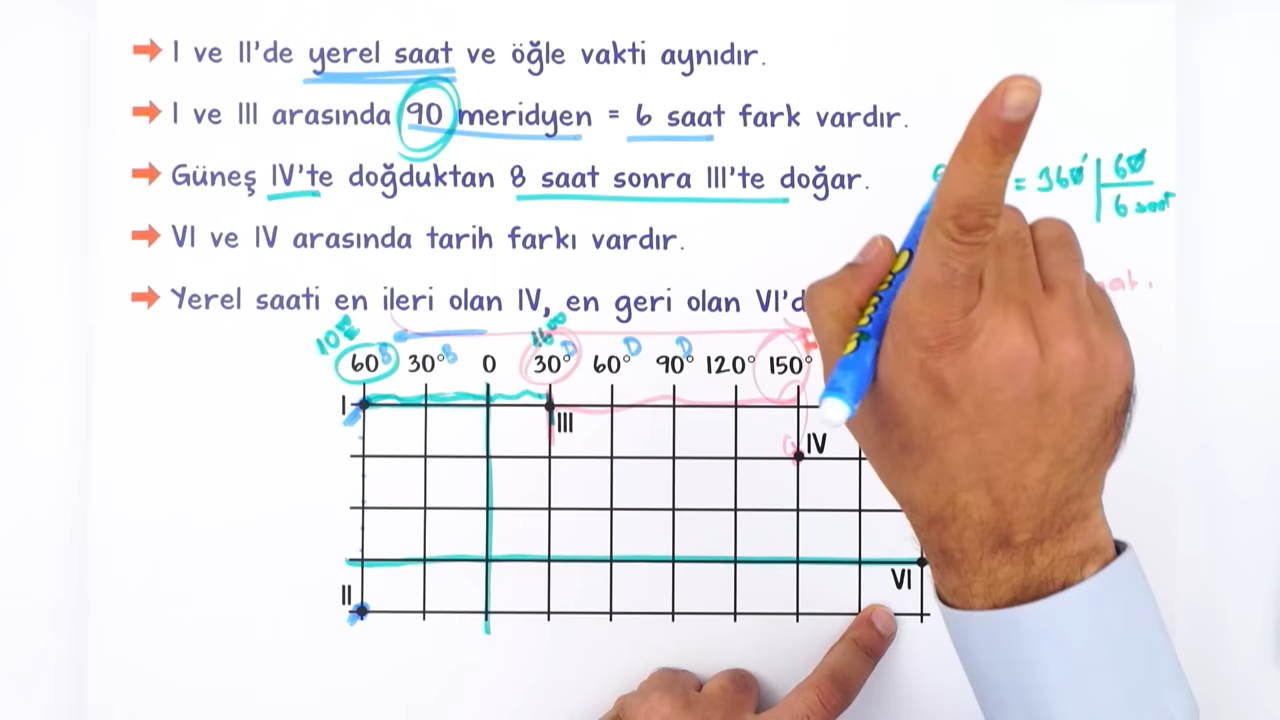 ➡ I ve II'de yerel saat ve öğle vakti aynıdır.
➡ I ve III arasında 90 meridyen = 6 saat fark vardır.
➡ Güneş IV'te doğduktan 8 saat sonra III'te doğar.
= 360 | 60
6 saat
➡ VI ve IV arasında tarih farkı vardır.
➡ Yerel saati en ileri olan IV, en geri olan VI'd
60° B 30° B 0 30° D 60° D 90° D 120° 150°
I
III
IV
VI
II